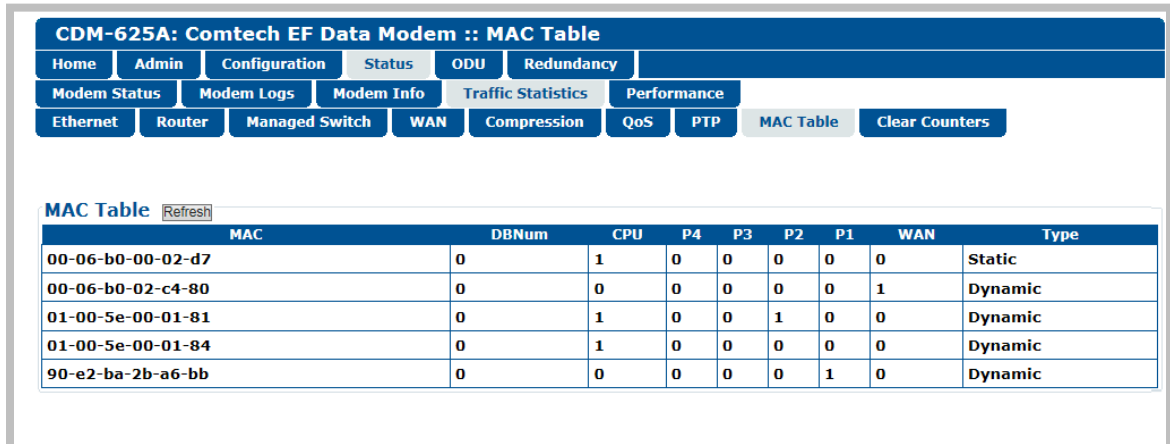 CDM-625A: Comtech EF Data Modem :: MAC Table
Home Admin Configuration Status ODU Redundancy
Modem Status Modem Logs Modem Info Traffic Statistics Performance
Ethernet Router Managed Switch WAN Compression QoS PTP MAC Table Clear Counters
MAC Table Refresh
MAC DBNum CPU P4 P3 P2 P1 WAN Type
00-06-b0-00-02-d7 0 1 0 0 0 0 0 Static
00-06-b0-02-c4-80 0 0 0 0 0 0 1 Dynamic
01-00-5e-00-01-81 0 1 0 0 1 0 0 Dynamic
01-00-5e-00-01-84 0 1 0 0 0 0 0 Dynamic
90-e2-ba-2b-a6-bb 0 0 0 0 0 1 0 Dynamic